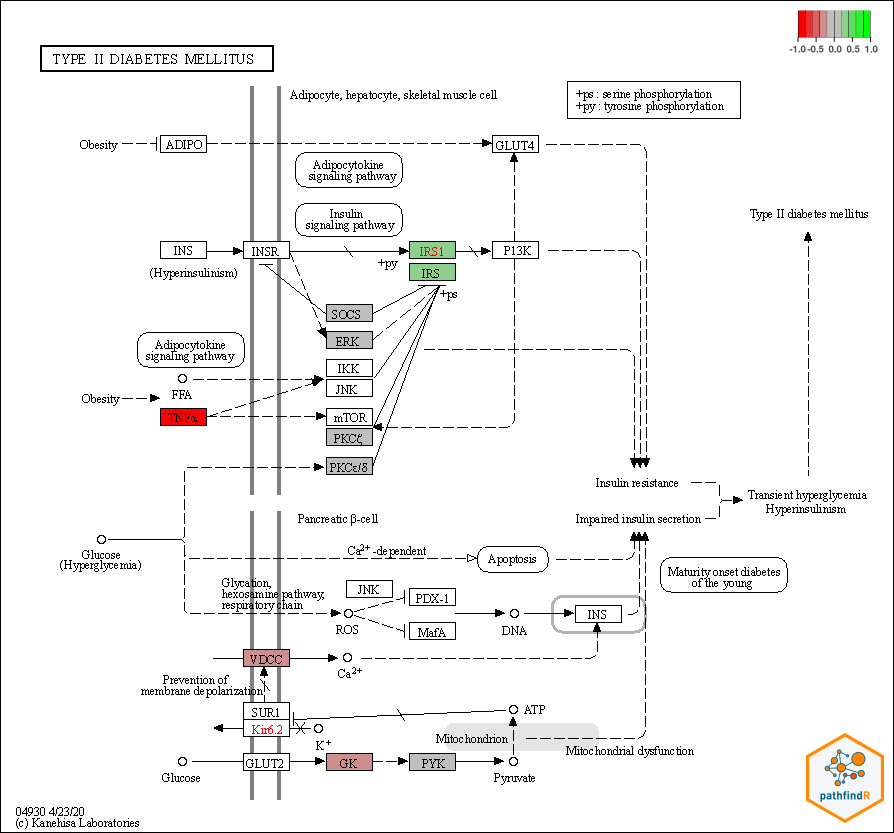 -1.0 -0.5 0.0 0.5 1.0
TYPE II DIABETES MELLITUS
Adipocyte, hepatocyte, skeletal muscle cell
+ps : serine phosphorylation
+py : tyrosine phosphorylation
Obesity
ADIPO
GLUT4
Adipocytokine
signaling pathway
Insulin
signaling pathway
Type II diabetes mellitus
INS
INSR
IRS1
P13K
(Hyperinsulinism)
+py
IRS
+ps
SOCS
ERK
Adipocytokine
signaling pathway
IKK
FFA
JNK
Obesity
TNFα
mTOR
PKCζ
PKCε/δ
Insulin resistance
Transient hyperglycemia
Hyperinsulinism
Impaired insulin secretion
Pancreatic β-cell
Glucose
(Hyperglycemia)
Ca2+ -dependent
Apoptosis
Maturity onset diabetes
of the young
Glycation,
hexosamine pathway,
respiratory chain
JNK
PDX-1
ROS
MafA
DNA
INS
VDCC
Ca2+
Prevention of
membrane depolarization
SUR1
ATP
Kir6.2
K+
Mitochondrion
Mitochondrial dysfunction
Glucose
GLUT2
GK
PYK
Pyruvate
pathfindR
04930 4/23/20
(c) Kanehisa Laboratories